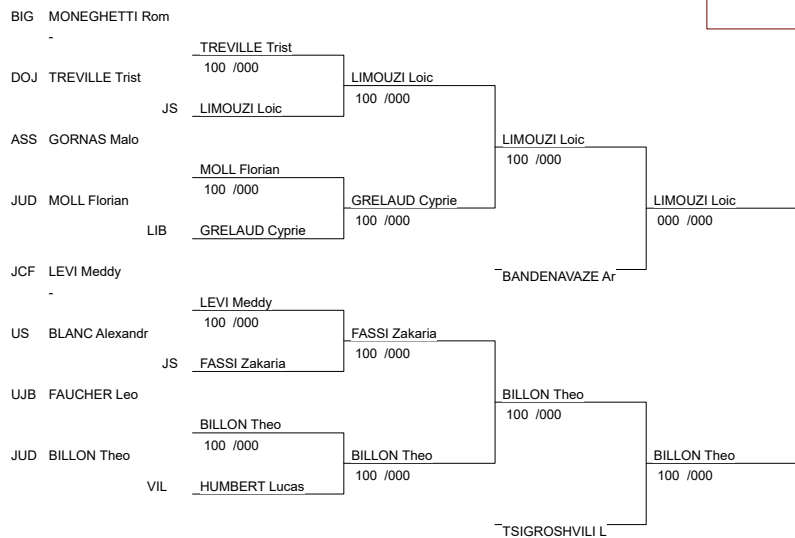 BIG MONEGHETTI Rom
-
TREVILLE Trist
100 /000
DOJ TREVILLE Trist
LIMOUZI Loic
100 /000
JS LIMOUZI Loic
ASS GORNAS Malo
LIMOUZI Loic
100 /000
MOLL Florian
100 /000
JUD MOLL Florian
GRELAUD Cyprie
100 /000
LIMOUZI Loic
000 /000
LIB GRELAUD Cyprie
JCF LEVI Meddy
-
BANDENAVAZE Ar
LEVI Meddy
100 /000
US BLANC Alexandr
FASSI Zakaria
100 /000
JS FASSI Zakaria
UJB FAUCHER Leo
BILLON Theo
100 /000
BILLON Theo
100 /000
JUD BILLON Theo
BILLON Theo
100 /000
BILLON Theo
100 /000
VIL HUMBERT Lucas
TSIGROSHVILI L